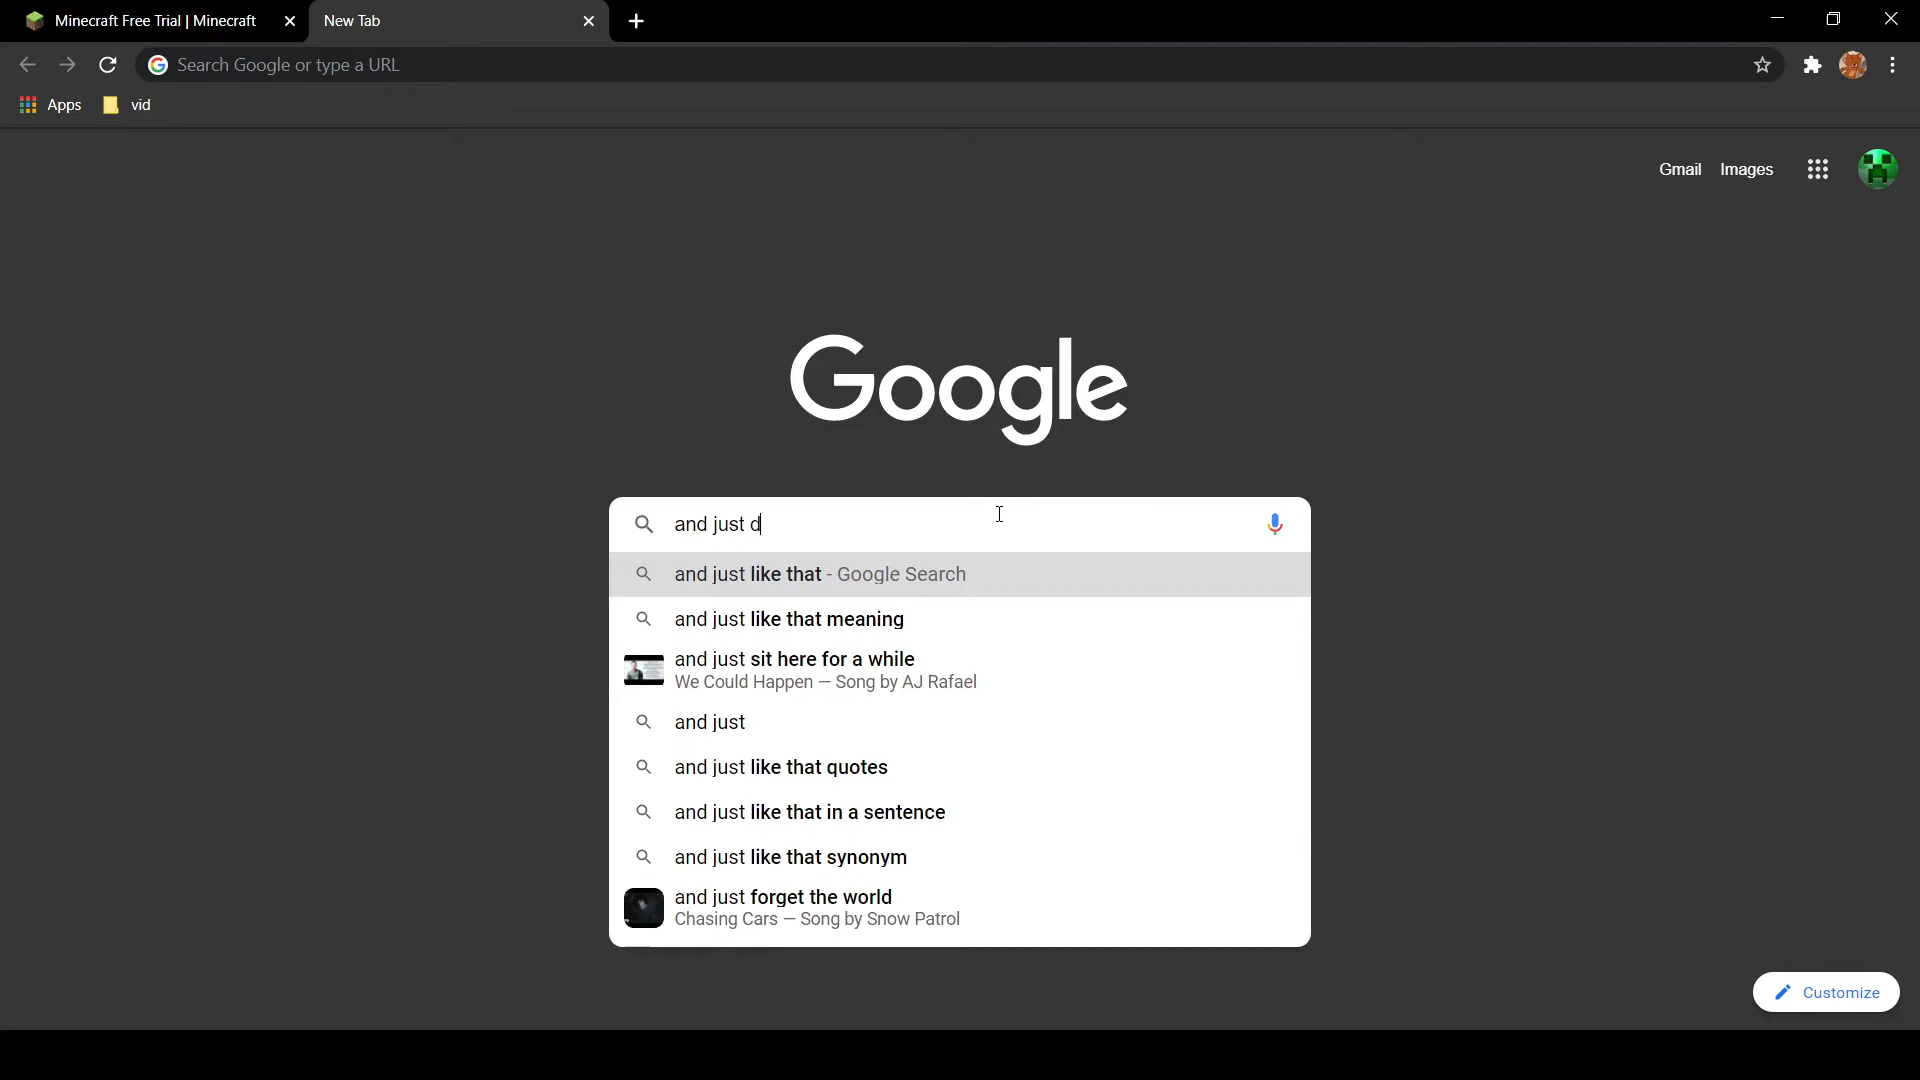 Minecraft Free Trial | Minecraft
New Tab
Search Google or type a URL
Apps
vid
Gmail
Images
Google
and just d
and just like that - Google Search
and just like that meaning
and just sit here for a while
We Could Happen — Song by AJ Rafael
and just
and just like that quotes
and just like that in a sentence
and just like that synonym
and just forget the world
Chasing Cars — Song by Snow Patrol
Customize